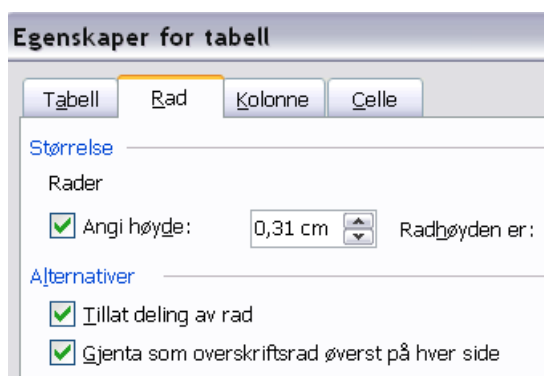 Egenskaper for tabell
Tabell Rad Kolonne Celle
Størrelse
Rader
Angi høyde: 0,31 cm Radhøyden er:
Alternativer
Tillat deling av rad
Gjenta som overskriftsrad øverst på hver side